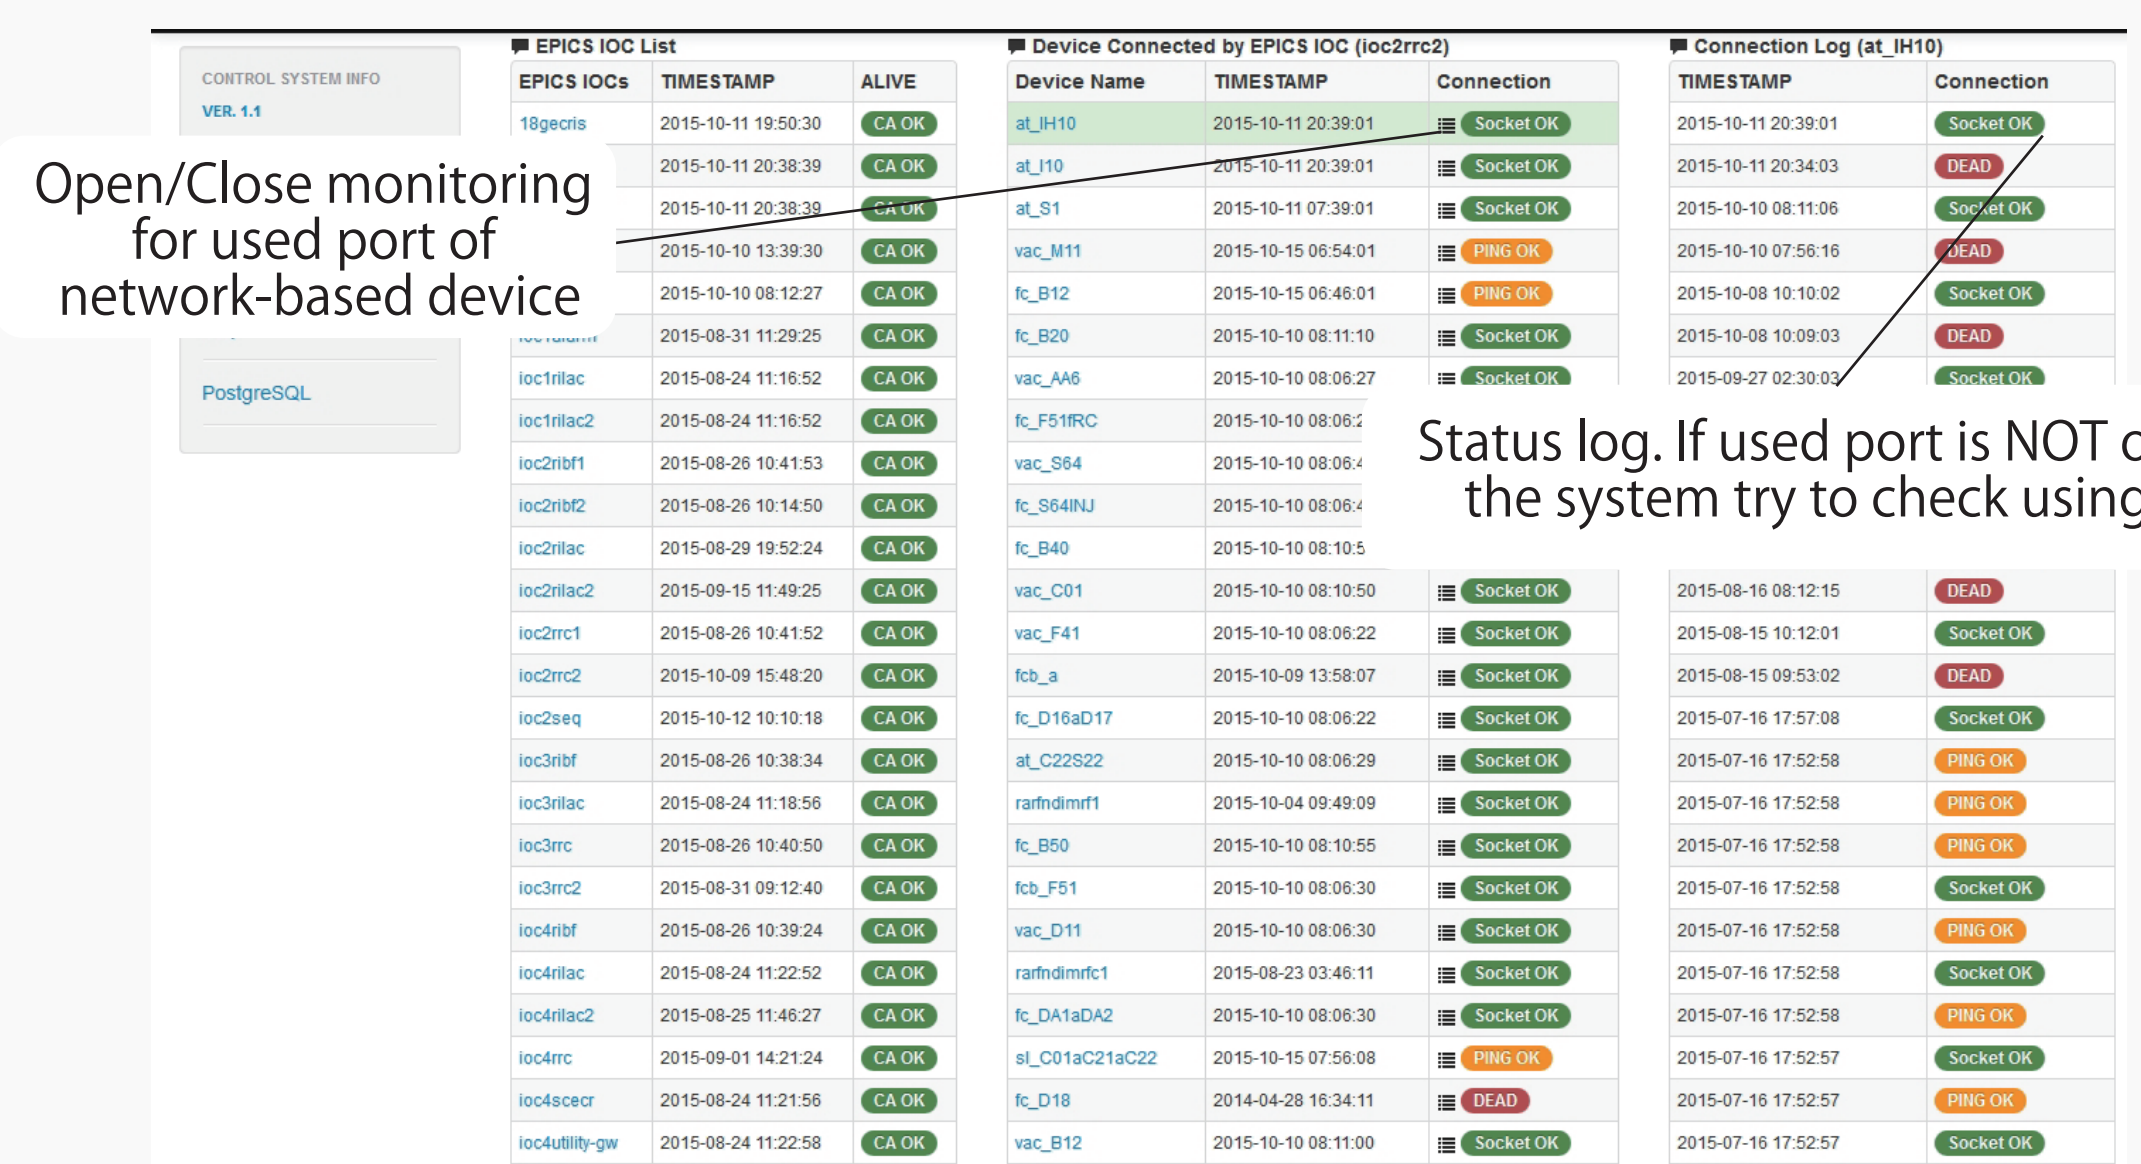 CONTROL SYSTEM INFO
VER. 1.1
PostgreSQL
Open/Close monitoring
for used port of
network-based device
EPICS IOC List
EPICS IOCs TIMESTAMP ALIVE
18gecris 2015-10-11 19:50:30 CA OK
2015-10-11 20:38:39 CA OK
2015-10-11 20:38:39 CA OK
2015-10-10 13:39:30 CA OK
2015-10-10 08:12:27 CA OK
2015-08-31 11:29:25 CA OK
ioc1rilac 2015-08-24 11:16:52 CA OK
ioc1rilac2 2015-08-24 11:16:52 CA OK
ioc2ribf1 2015-08-26 10:41:53 CA OK
ioc2ribf2 2015-08-26 10:14:50 CA OK
ioc2rilac 2015-08-29 19:52:24 CA OK
ioc2rilac2 2015-09-15 11:49:25 CA OK
ioc2rrc1 2015-08-26 10:41:52 CA OK
ioc2rrc2 2015-10-09 15:48:20 CA OK
ioc2seq 2015-10-12 10:10:18 CA OK
ioc3ribf 2015-08-26 10:38:34 CA OK
ioc3rilac 2015-08-24 11:18:56 CA OK
ioc3rrc 2015-08-26 10:40:50 CA OK
ioc3rrc2 2015-08-31 09:12:40 CA OK
ioc4ribf 2015-08-26 10:39:24 CA OK
ioc4rilac 2015-08-24 11:22:52 CA OK
ioc4rilac2 2015-08-25 11:46:27 CA OK
ioc4rrc 2015-09-01 14:21:24 CA OK
ioc4scecr 2015-08-24 11:21:56 CA OK
ioc4utility-gw 2015-08-24 11:22:58 CA OK
Device Connected by EPICS IOC (ioc2rrc2)
Device Name TIMESTAMP Connection
at_IH10 2015-10-11 20:39:01 Socket OK
at_I10 2015-10-11 20:39:01 Socket OK
at_S1 2015-10-11 07:39:01 Socket OK
vac_M11 2015-10-15 06:54:01 PING OK
fc_B12 2015-10-15 06:46:01 PING OK
fc_B20 2015-10-10 08:11:10 Socket OK
vac_AA6 2015-10-10 08:06:27 Socket OK
fc_F51fRC 2015-10-10 08:06:2
vac_S64 2015-10-10 08:06:4
fc_S64INJ 2015-10-10 08:06:4
fc_B40 2015-10-10 08:10:5
vac_C01 2015-10-10 08:10:50 Socket OK
vac_F41 2015-10-10 08:06:22 Socket OK
fcb_a 2015-10-09 13:58:07 Socket OK
fc_D16aD17 2015-10-10 08:06:22 Socket OK
at_C22S22 2015-10-10 08:06:29 Socket OK
rarfndimrf1 2015-10-04 09:49:09 Socket OK
fc_B50 2015-10-10 08:10:55 Socket OK
fcb_F51 2015-10-10 08:06:30 Socket OK
vac_D11 2015-10-10 08:06:30 Socket OK
rarfndimrfc1 2015-08-23 03:46:11 Socket OK
fc_DA1aDA2 2015-10-10 08:06:30 Socket OK
sl_C01aC21aC22 2015-10-15 07:56:08 PING OK
fc_D18 2014-04-28 16:34:11 DEAD
vac_B12 2015-10-10 08:11:00 Socket OK
Connection Log (at_IH10)
TIMESTAMP Connection
2015-10-11 20:39:01 Socket OK
2015-10-11 20:34:03 DEAD
2015-10-10 08:11:06 Socket OK
2015-10-10 07:56:16 DEAD
2015-10-08 10:10:02 Socket OK
2015-10-08 10:09:03 DEAD
2015-09-27 02:30:03 Socket OK
Status log. If used port is NOT
the system try to check using
2015-08-16 08:12:15 DEAD
2015-08-15 10:12:01 Socket OK
2015-08-15 09:53:02 DEAD
2015-07-16 17:57:08 Socket OK
2015-07-16 17:52:58 PING OK
2015-07-16 17:52:58 PING OK
2015-07-16 17:52:58 PING OK
2015-07-16 17:52:58 Socket OK
2015-07-16 17:52:58 PING OK
2015-07-16 17:52:58 Socket OK
2015-07-16 17:52:58 PING OK
2015-07-16 17:52:57 Socket OK
2015-07-16 17:52:57 PING OK
2015-07-16 17:52:57 Socket OK